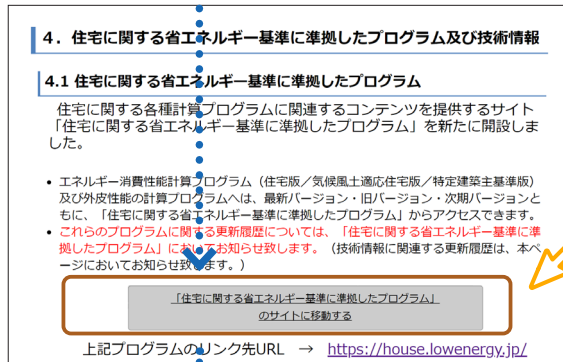 4．住宅に関する省エネルギー基準に準拠したプログラム及び技術情報
4.1 住宅に関する省エネルギー基準に準拠したプログラム
住宅に関する各種計算プログラムに関連するコンテンツを提供するサイト
「住宅に関する省エネルギー基準に準拠したプログラム」を新たに開設しま
した。
• エネルギー消費性能計算プログラム（住宅版／気候風土適応住宅版／特定建築主基準版）
及び外皮性能の計算プログラムへは、最新バージョン・旧バージョン・次期バージョンと
もに、「住宅に関する省エネルギー基準に準拠したプログラム」からアクセスできます。
• これらのプログラムに関する更新履歴については、「住宅に関する省エネルギー基準に準
拠したプログラム」においてお知らせ致します。（技術情報に関連する更新履歴は、本ペ
ージにおいてお知らせ致します。）
「住宅に関する省エネルギー基準に準拠したプログラム」
のサイトに移動する
上記プログラムのリンク先URL → https://house.lowenergy.jp/